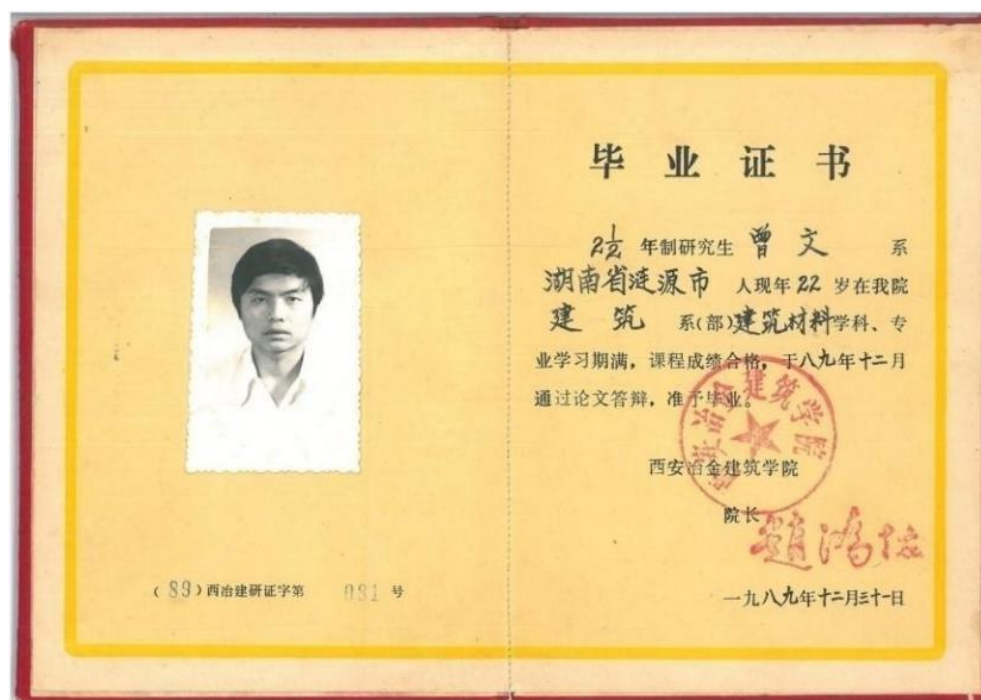 毕业证书
2½ 年制研究生 曾文 系
湖南省涟源市 人现年 22 岁在我院
建筑 系(部) 建筑材料 学科、专
业学习期满，课程成绩合格，于八九年十二月
通过论文答辩，准予毕业。
西安冶金建筑学院
院长
一九八九年十二月三十一日
(89)西冶建研证字第 031 号